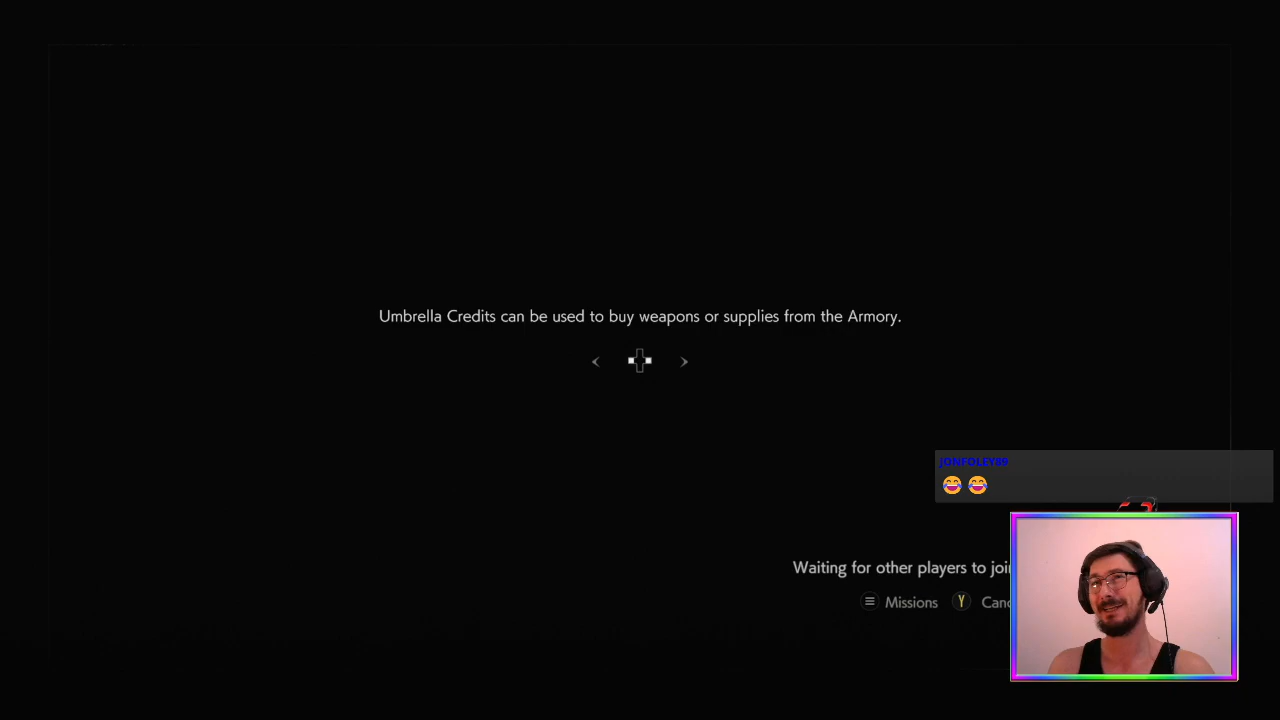 Umbrella Credits can be used to buy weapons or supplies from the Armory.
JONFOLEY89
Waiting for other players to join
Missions Y Canc